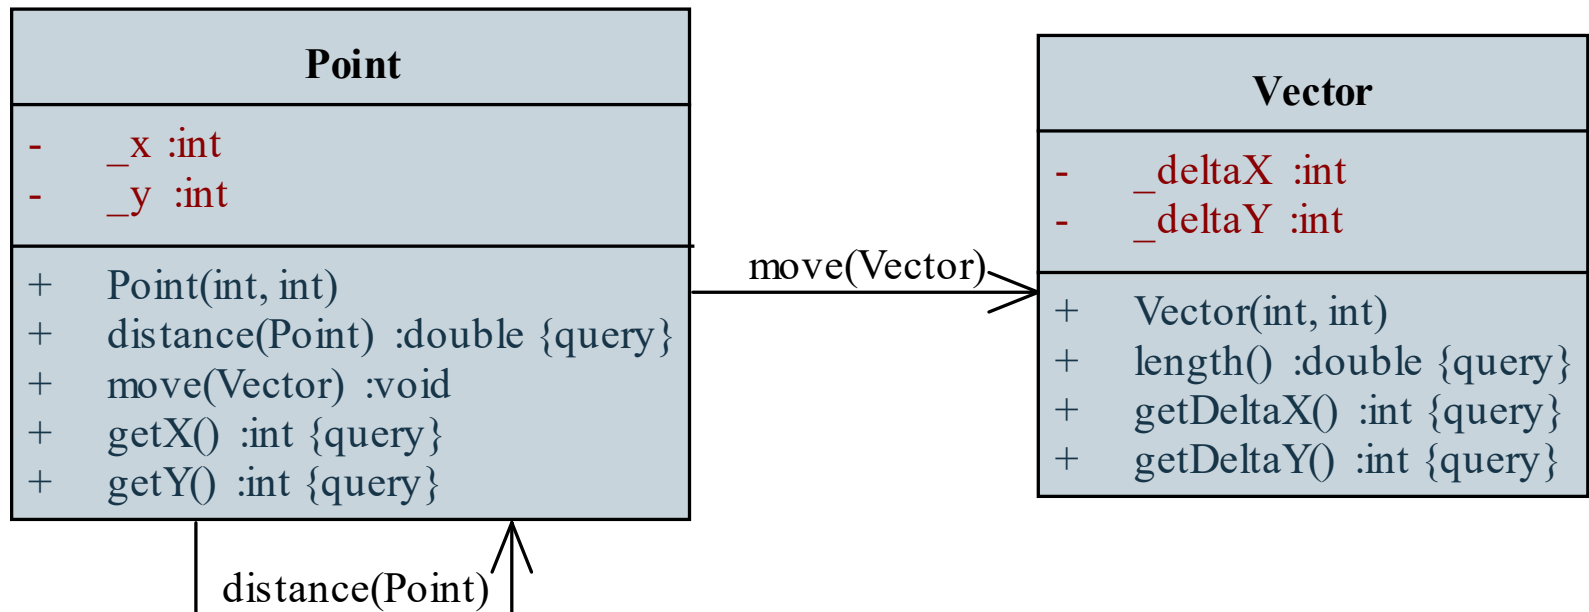 Point
- _x :int
- _y :int
+ Point(int, int)
+ distance(Point) :double {query}
+ move(Vector) :void
+ getX() :int {query}
+ getY() :int {query}
move(Vector)
Vector
- _deltaX :int
- _deltaY :int
+ Vector(int, int)
+ length() :double {query}
+ getDeltaX() :int {query}
+ getDeltaY() :int {query}
distance(Point)